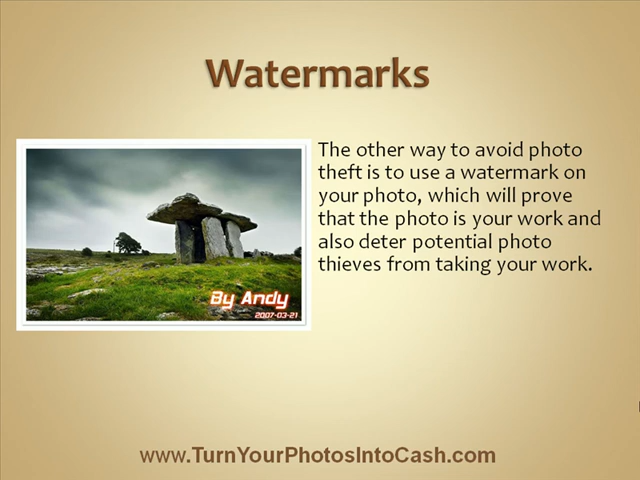 Watermarks
The other way to avoid photo
theft is to use a watermark on
your photo, which will prove
that the photo is your work and
also deter potential photo
thieves from taking your work.
By Andy
2007-03-21
www.TurnYourPhotosIntoCash.com